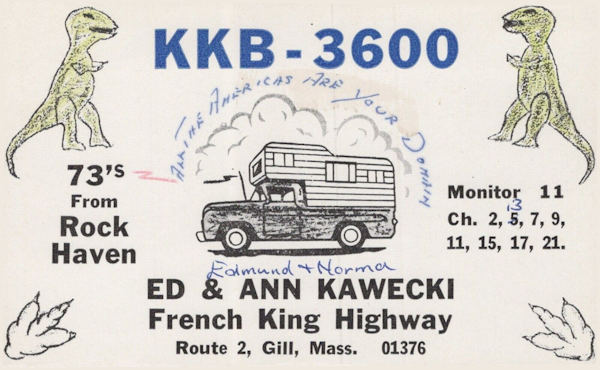 KKB - 3600
All The Americas Are Your Domain
73's
From
Rock
Haven
Monitor 11
13
Ch. 2, 5, 7, 9,
11, 15, 17, 21.
Edmund + Norma
ED & ANN KAWECKI
French King Highway
Route 2, Gill, Mass. 01376